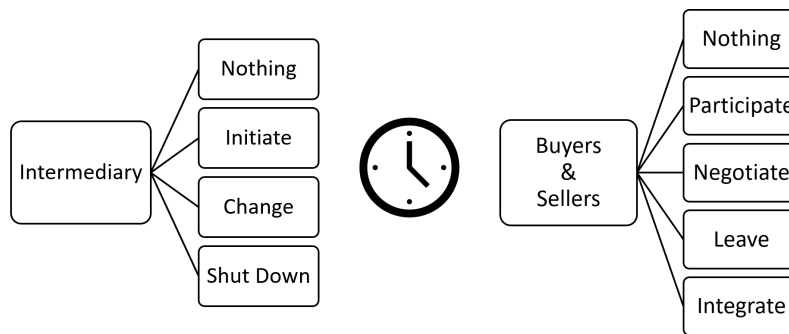 Intermediary
Nothing
Initiate
Change
Shut Down
Buyers
&
Sellers
Nothing
Participate
Negotiate
Leave
Integrate